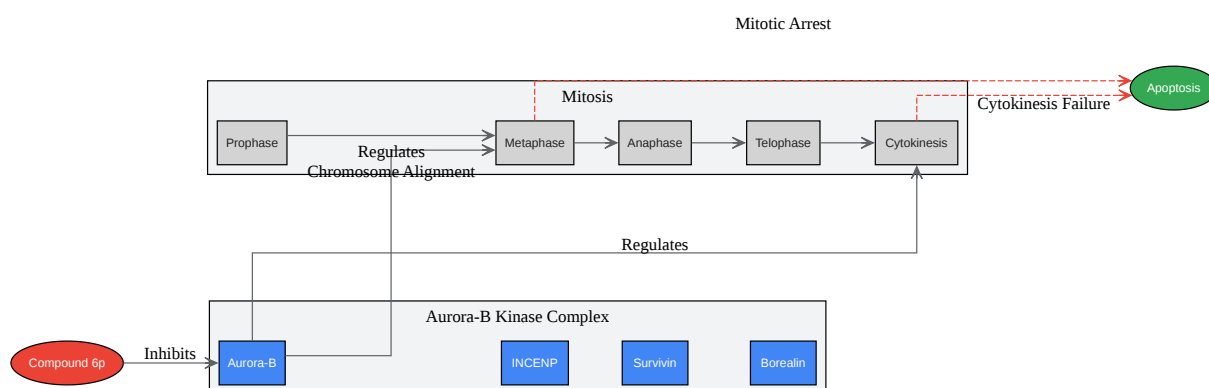 Mitotic Arrest
Mitosis
Apoptosis
Cytokinesis Failure
Prophase
Metaphase
Anaphase
Telophase
Cytokinesis
Regulates
Chromosome Alignment
Regulates
Aurora-B Kinase Complex
Compound 6p
Inhibits
Aurora-B
INCENP
Survivin
Borealin